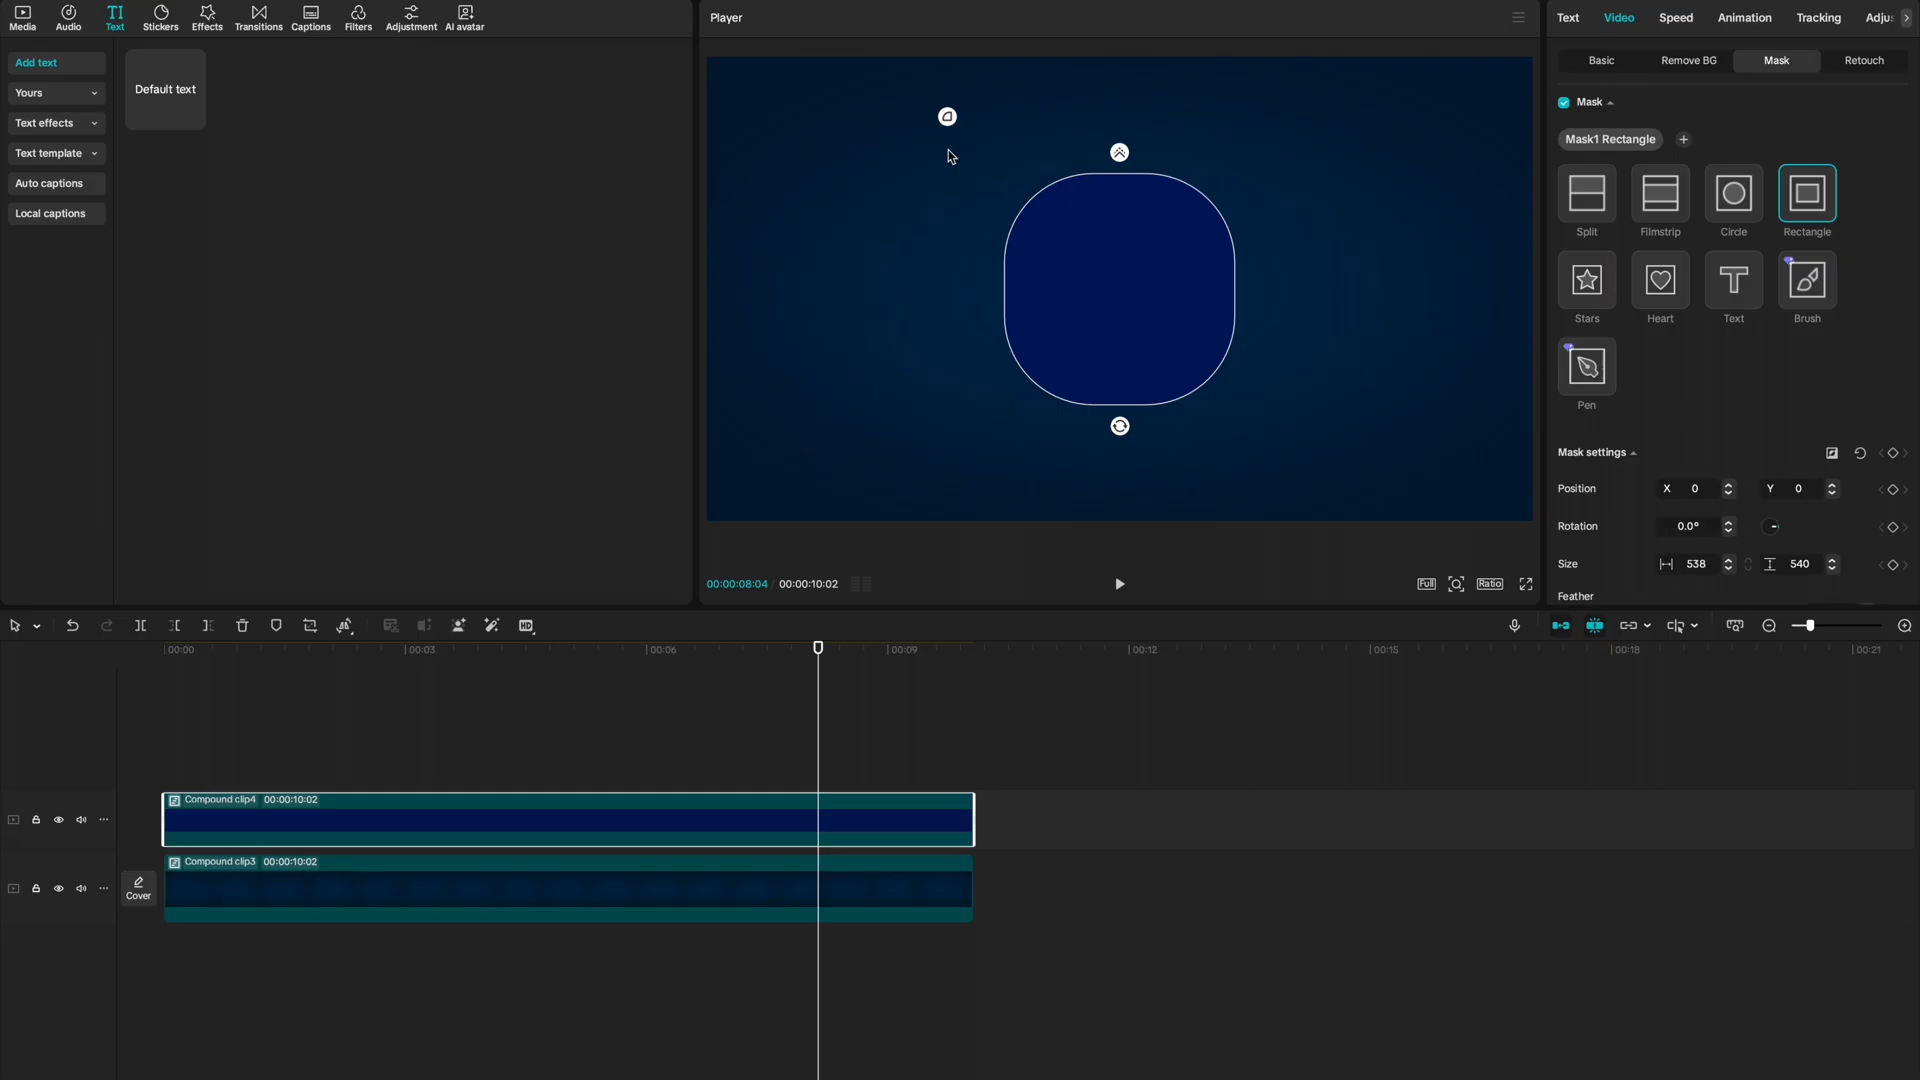 Media Audio Text Stickers Effects Transitions Captions Filters Adjustment AI avatar
Add text
Yours
Text effects
Text template
Auto captions
Local captions
Default text
Player
00:00:08:04 / 00:00:10:02
Full
Ratio
Text Video Speed Animation Tracking Adju
Basic Remove BG Mask Retouch
Mask
Mask1 Rectangle
Split Filmstrip Circle Rectangle
Stars Heart Text Brush
Pen
Mask settings
Position X 0 Y 0
Rotation 0.0°
Size 538 540
Feather
HD
00:00 00:03 00:06 00:09 00:12 00:15 00:18 00:21
Compound clip4 00:00:10:02
Compound clip3 00:00:10:02
Cover